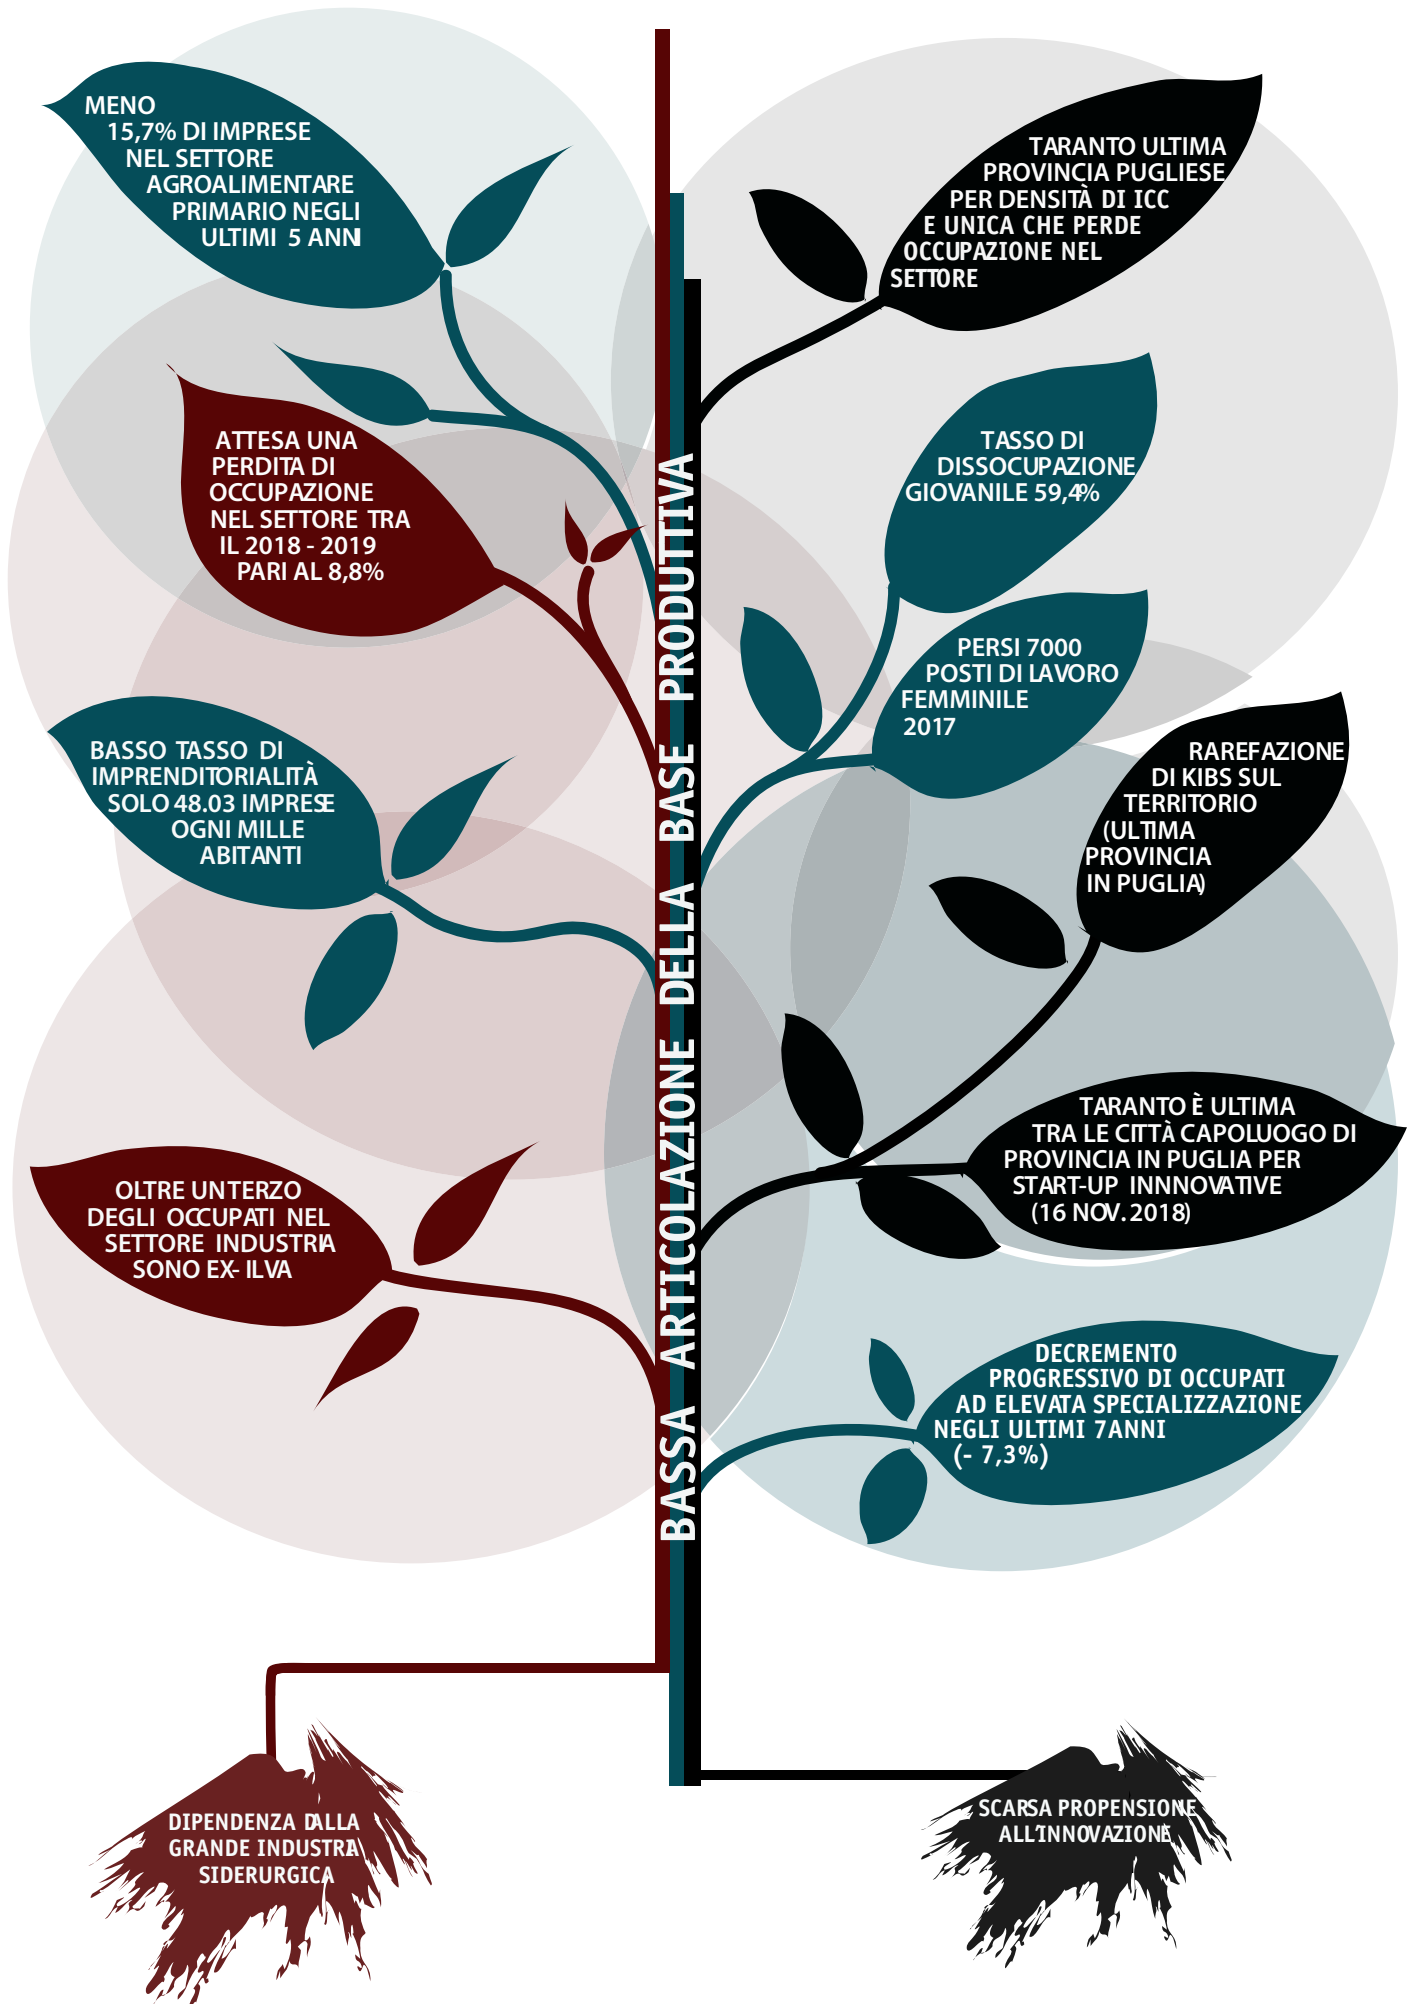 MENO
15,7% DI IMPRESE
NEL SETTORE
AGROALIMENTARE
PRIMARIO NEGLI
ULTIMI 5 ANNI
TARANTO ULTIMA
PROVINCIA PUGLIESE
PER DENSITÀ DI ICC
E UNICA CHE PERDE
OCCUPAZIONE NEL
SETTORE
ATTESA UNA
PERDITA DI
OCCUPAZIONE
NEL SETTORE TRA
IL 2018 - 2019
PARI AL 8,8%
TASSO DI
DISSOCUPAZIONE
GIOVANILE 59,4%
PERSI 7000
POSTI DI LAVORO
FEMMINILE
2017
BASSO TASSO DI
IMPRENDITORIALITÀ
SOLO 48.03 IMPRESE
OGNI MILLE
ABITANTI
RAREFAZIONE
DI KIBS SUL
TERRITORIO
(ULTIMA
PROVINCIA
IN PUGLIA)
BASSA ARTICOLAZIONE DELLA BASE PRODUTTIVA
TARANTO È ULTIMA
TRA LE CITTÀ CAPOLUOGO DI
PROVINCIA IN PUGLIA PER
START-UP INNNOVATIVE
(16 NOV. 2018)
OLTRE UN TERZO
DEGLI OCCUPATI NEL
SETTORE INDUSTRIA
SONO EX- ILVA
DECREMENTO
PROGRESSIVO DI OCCUPATI
AD ELEVATA SPECIALIZZAZIONE
NEGLI ULTIMI 7 ANNI
(- 7,3%)
DIPENDENZA DALLA
GRANDE INDUSTRIA
SIDERURGICA
SCARSA PROPENSIONE
ALL'INNOVAZIONE